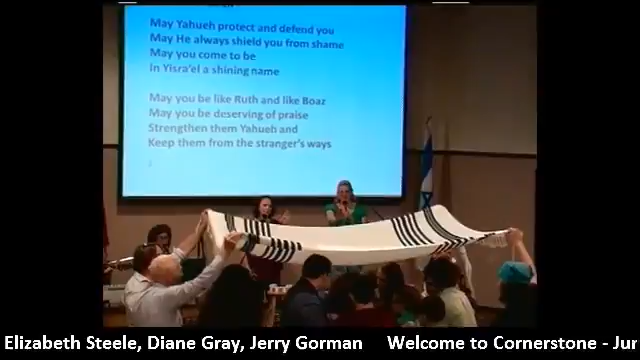 May Yahueh protect and defend you
May He always shield you from shame
May you come to be
In Yisra'el a shining name
May you be like Ruth and like Boaz
May you be deserving of praise
Strengthen them Yahueh and
Keep them from the stranger's ways
Elizabeth Steele, Diane Gray, Jerry Gorman Welcome to Cornerstone - Jur